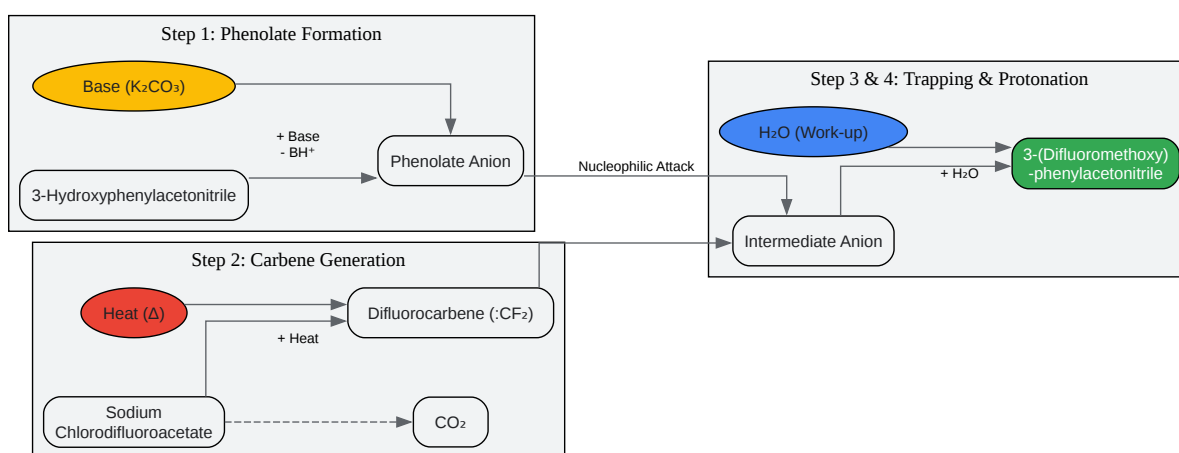 Step 1: Phenolate Formation
Base (K₂CO₃)
+ Base
- BH⁺
Phenolate Anion
3-Hydroxyphenylacetonitrile
Nucleophilic Attack
Step 2: Carbene Generation
Heat (Δ)
Difluorocarbene (:CF₂)
+ Heat
Sodium
Chlorodifluoroacetate
CO₂
Step 3 & 4: Trapping & Protonation
H₂O (Work-up)
3-(Difluoromethoxy)
-phenylacetonitrile
+ H₂O
Intermediate Anion